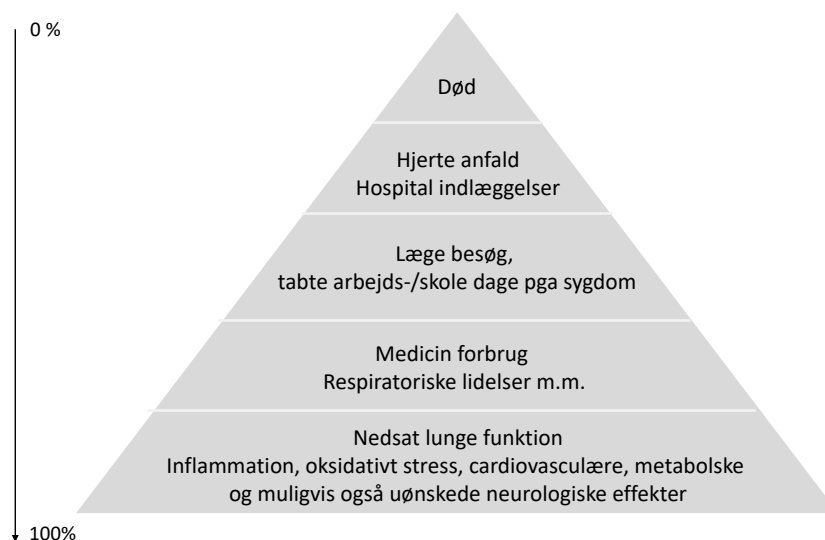 0 %
Død
Hjerte anfald
Hospital indlæggelser
Læge besøg,
tabte arbejds-/skole dage pga sygdom
Medicin forbrug
Respiratoriske lidelser m.m.
Nedsat lunge funktion
Inflammation, oksidativt stress, cardiovasculære, metabolske
og muligvis også uønskede neurologiske effekter
100%